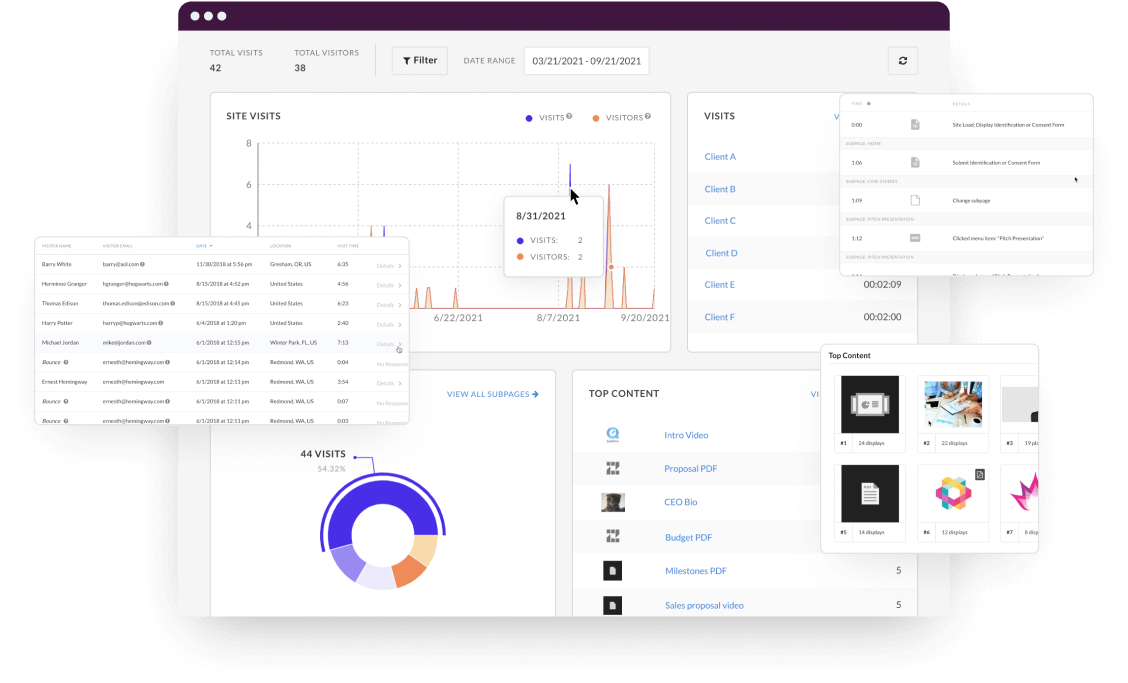 TOTAL VISITS
42
TOTAL VISITORS
38
Filter
DATE RANGE
03/21/2021 - 09/21/2021
SITE VISITS
VISITS
VISITORS
8
6
4
8/31/2021
VISITS: 2
VISITORS: 2
6/22/2021
8/7/2021
9/20/2021
VISITS
Client A
Client B
Client C
Client D
Client E 00:02:09
Client F 00:02:00
TIME DETAILS
0:00 Site Load; Display Identification or Consent Form
SUBPAGE: HOME
1:06 Submit Identification or Consent Form
SUBPAGE: CASE STUDIES
1:09 Change subpage
SUBPAGE: PITCH PRESENTATION
1:12 Clicked menu item: "Pitch Presentation"
SUBPAGE: PITCH PRESENTATION
VISITOR NAME VISITOR EMAIL DATE LOCATION VISIT TIME
Barry White barry@aol.com 11/30/2018 at 5:56 pm Gresham, OR, US 6:35 Details
Herminoe Granger hgranger@hogwarts.com 8/15/2018 at 4:52 pm United States 4:56 Details
Thomas Edison thomas.edison@edison.com 8/15/2018 at 4:45 pm United States 6:23 Details
Harry Potter harryp@hogwarts.com 6/4/2018 at 1:20 pm United States 2:40 Details
Michael Jordan mike@jordan.com 6/1/2018 at 12:15 pm Winter Park, FL, US 7:13 Details
Bounce ernesth@hemingway.com 6/1/2018 at 12:14 pm Redmond, WA, US 0:04 No Response
Ernest Hemingway ernesth@hemingway.com 6/1/2018 at 12:11 pm Redmond, WA, US 3:54 Details
Bounce ernesth@hemingway.com 6/1/2018 at 12:11 pm Redmond, WA, US 0:07 No Response
Bounce ernesth@hemingway.com 6/1/2018 at 12:11 pm Redmond, WA, US 0:03 No Response
VIEW ALL SUBPAGES
44 VISITS
54.32%
TOP CONTENT
VI
Intro Video
Proposal PDF
CEO Bio
Budget PDF
Milestones PDF 5
Sales proposal video 5
Top Content
#1 24 displays
#2 22 displays
#3 19 pla
#5 14 displays
#6 12 displays
#7 8 disp